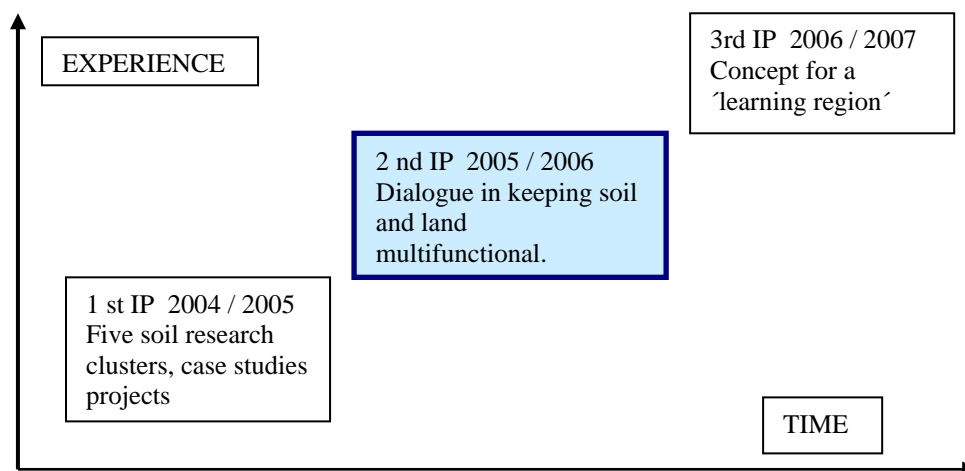 EXPERIENCE
3rd IP  2006 / 2007
Concept for a
´learning region´
2 nd IP  2005 / 2006
Dialogue in keeping soil
and land
multifunctional.
1 st IP  2004 / 2005
Five soil research
clusters, case studies
projects
TIME